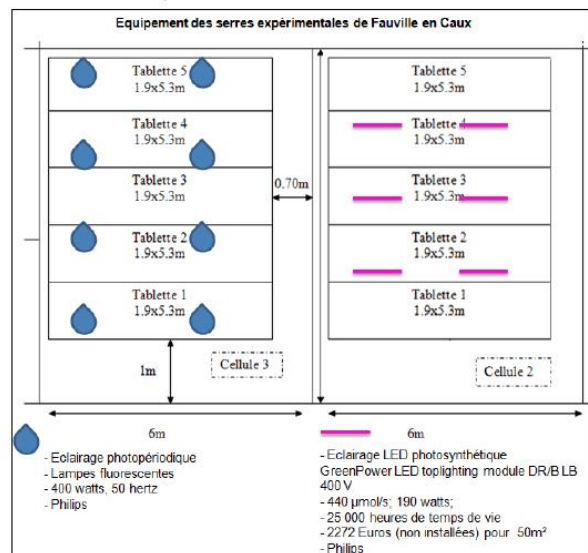 Equipement des serres expérimentales de Fauville en Caux
Tablette 5
1.9x5.3m
Tablette 4
1.9x5.3m
Tablette 3
1.9x5.3m
Tablette 2
1.9x5.3m
Tablette 1
1.9x5.3m
0.70m
1m
Cellule 3
6m
Tablette 5
1.9x5.3m
Tablette 4
1.9x5.3m
Tablette 3
1.9x5.3m
Tablette 2
1.9x5.3m
Tablette 1
1.9x5.3m
Cellule 2
6m
- Eclairage photopériodique
- Lampes fluorescentes
- 400 watts, 50 hertz
- Philips
- Eclairage LED photosynthétique
GreenPower LED toplighting module DR/B LB
400 V
- 440 μmol/s; 190 watts;
- 25 000 heures de temps de vie
- 2272 Euros (non installées) pour 50m²
- Philips